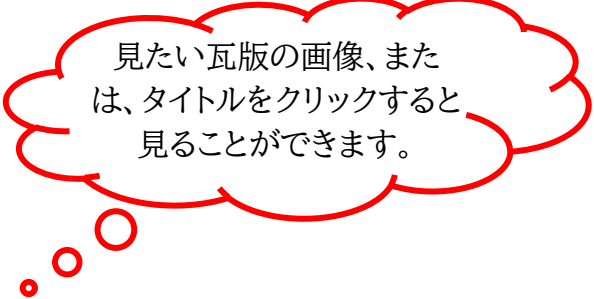 見たい瓦版の画像、また
は、タイトルをクリックすると
見ることができます。